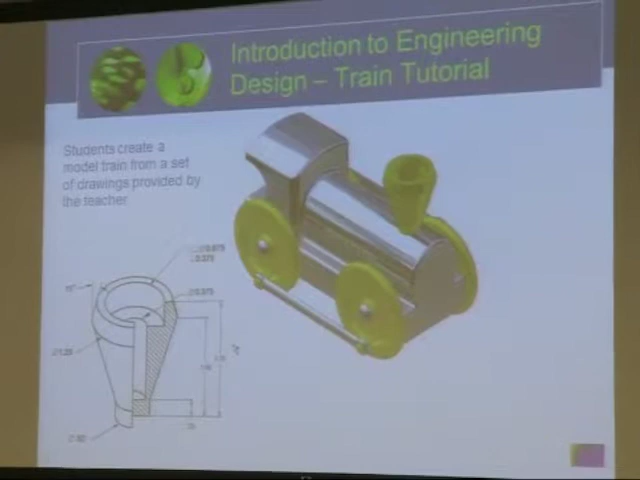 Introduction to Engineering
Design – Train Tutorial
Students create a
model train from a set
of drawings provided by
the teacher